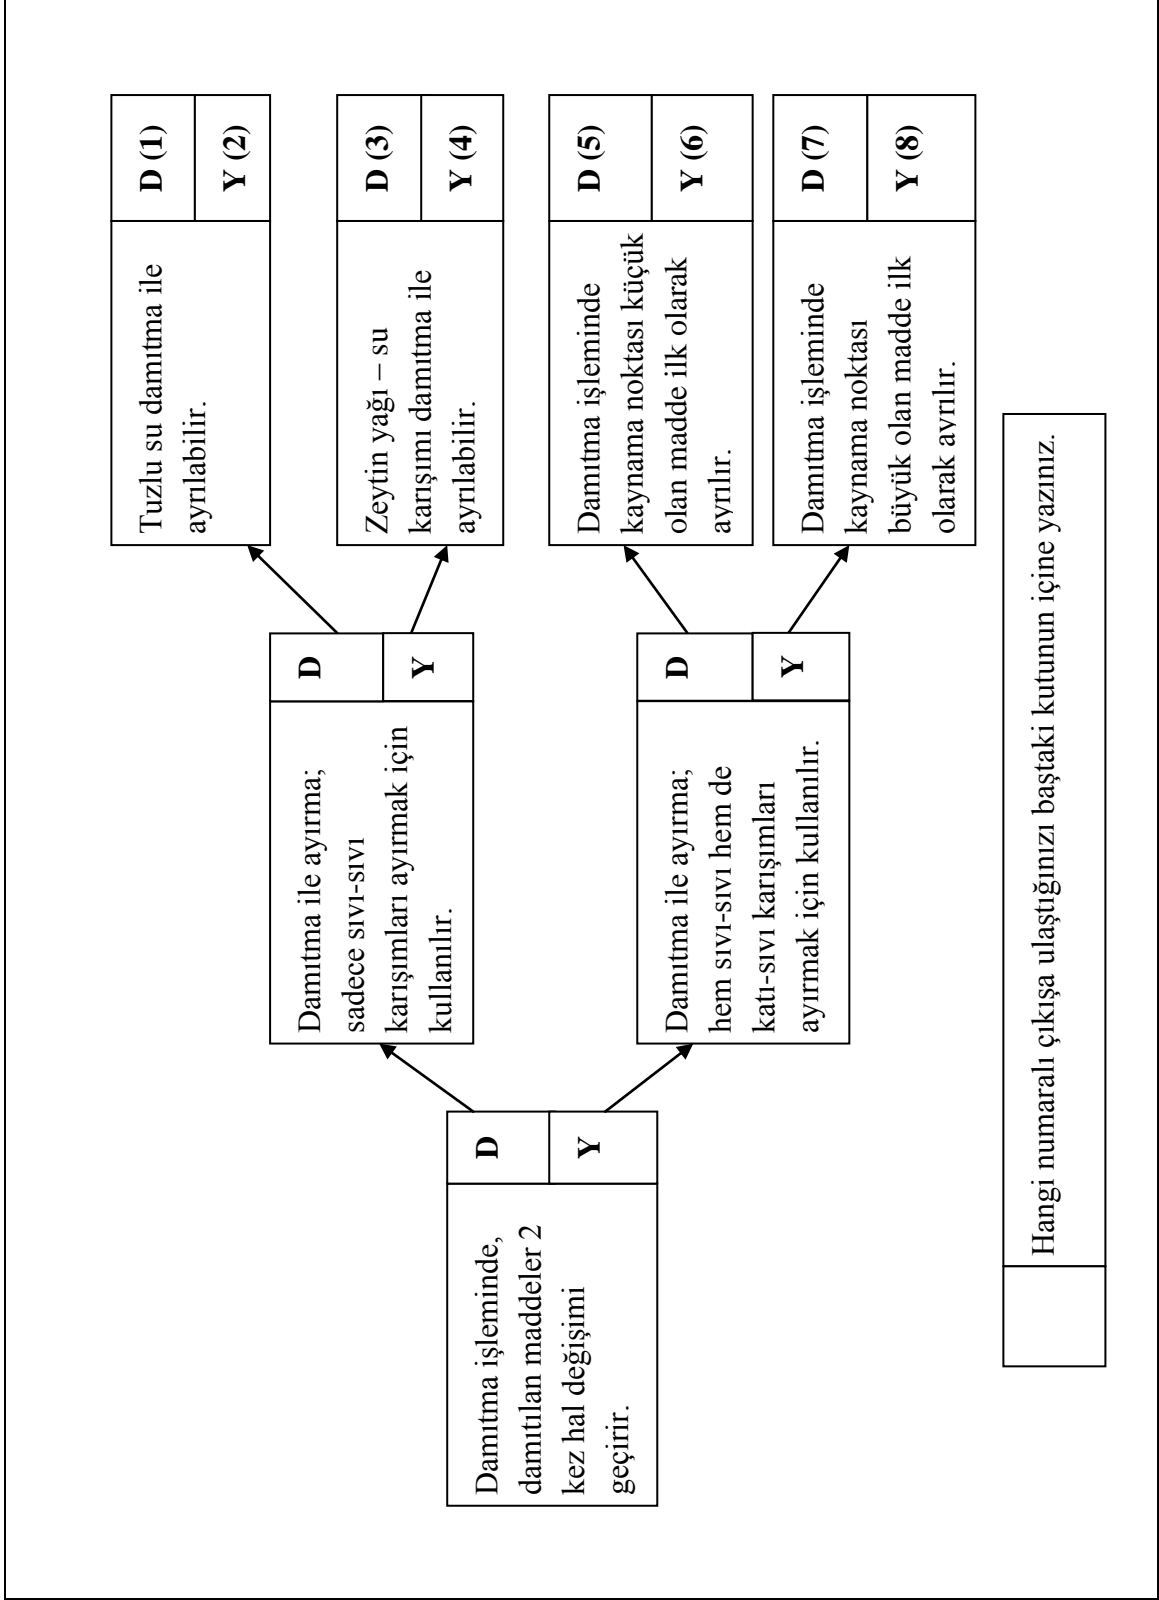 Damıtma işleminde,
damıtılan maddeler 2
kez hal değişimi
geçirir.
D
Y
Damıtma ile ayırma;
sadece sıvı-sıvı
karışımları ayırmak için
kullanılır.
D
Y
Damıtma ile ayırma;
hem sıvı-sıvı hem de
katı-sıvı karışımları
ayırmak için kullanılır.
D
Y
Tuzlu su damıtma ile
ayrılabilir.
D (1)
Y (2)
Zeytin yağı – su
karışımı damıtma ile
ayrılabilir.
D (3)
Y (4)
Damıtma işleminde
kaynama noktası küçük
olan madde ilk olarak
ayrılır.
D (5)
Y (6)
Damıtma işleminde
kaynama noktası
büyük olan madde ilk
olarak ayrılır.
D (7)
Y (8)
Hangi numaralı çıkışa ulaştığınızı baştaki kutunun içine yazınız.